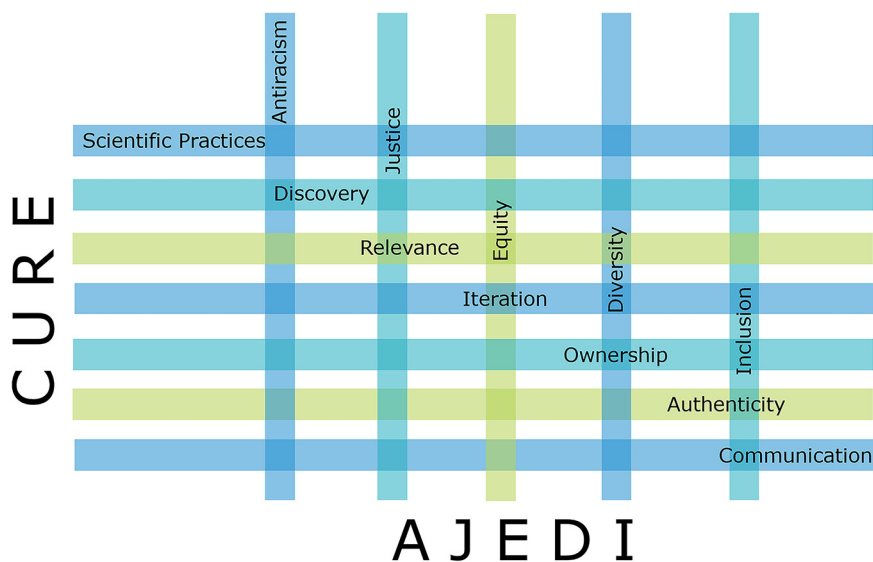 Antiracism
Justice
Equity
Diversity
Inclusion
Scientific Practices
Discovery
Relevance
Iteration
Ownership
Authenticity
Communication
CURE
AJEDI